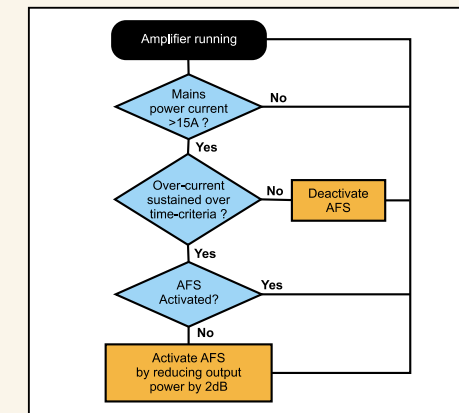 Amplifier running
Mains
power current
>15A ?
No
Yes
Over-current
sustained over
time-criteria ?
No
Deactivate
AFS
Yes
AFS
Activated?
Yes
No
Activate AFS
by reducing output
power by 2dB